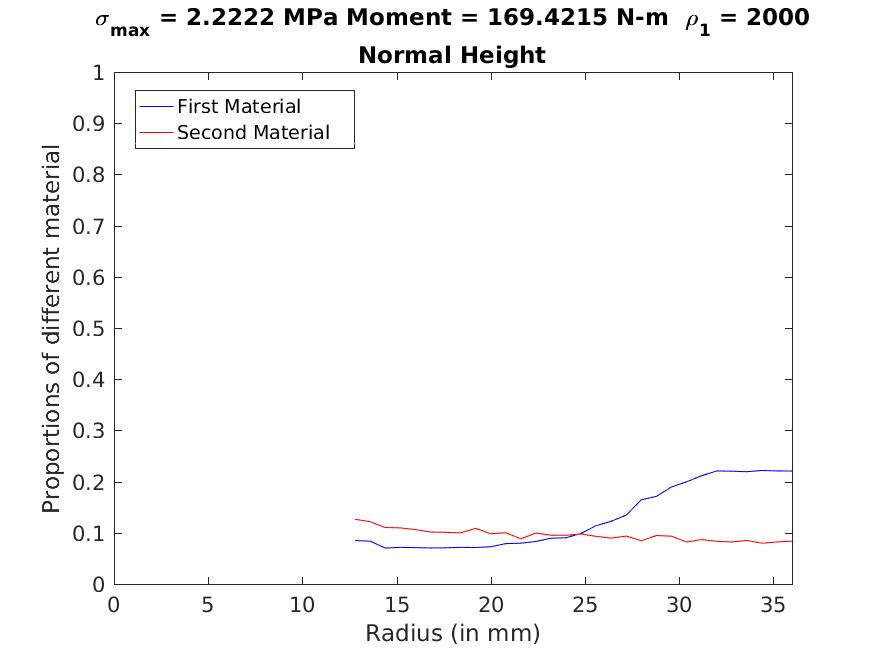 σmax = 2.2222 MPa Moment = 169.4215 N-m ρ1 = 2000
Normal Height
1
First Material
Second Material
0.9
0.8
0.7
0.6
0.5
0.4
0.3
0.2
0.1
0
Proportions of different material
0 5 10 15 20 25 30 35
Radius (in mm)